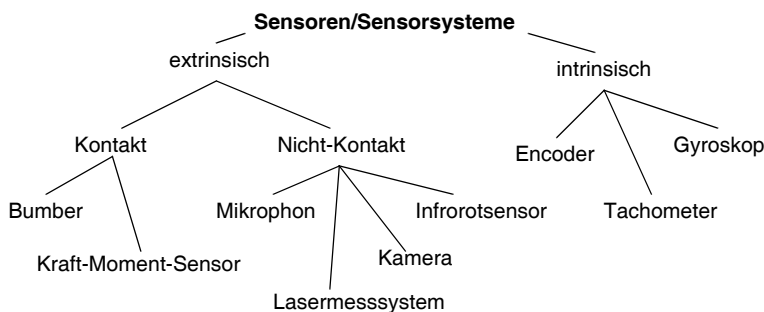 Sensoren/Sensorsysteme
extrinsisch
intrinsisch
Kontakt
Nicht-Kontakt
Encoder
Gyroskop
Bumber
Mikrophon
Infrorotsensor
Tachometer
Kraft-Moment-Sensor
Kamera
Lasermesssystem